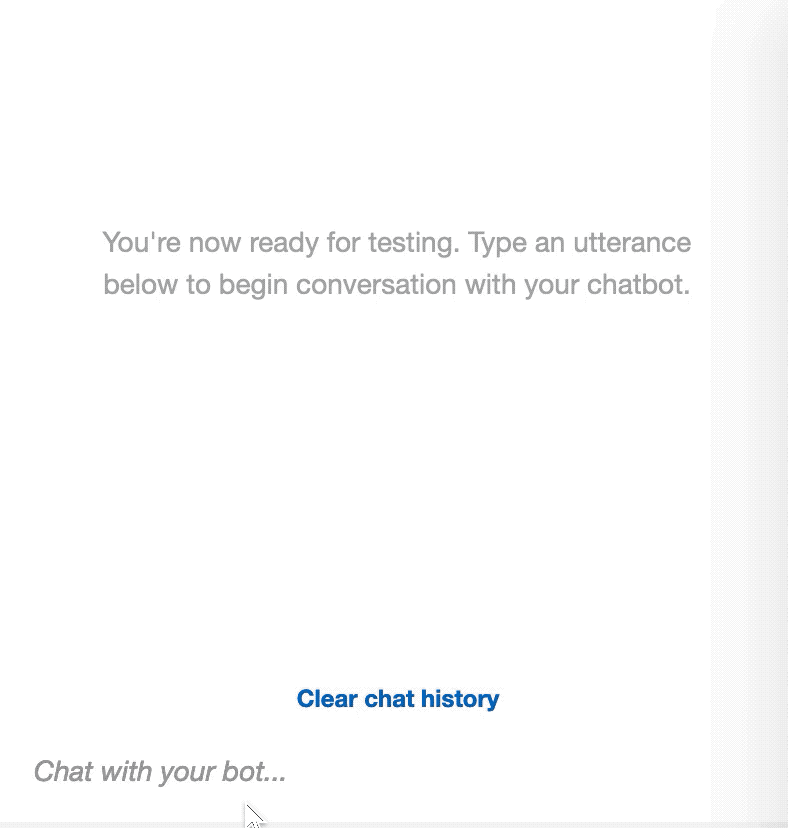 You're now ready for testing. Type an utterance
below to begin conversation with your chatbot.
Clear chat history
Chat with your bot...